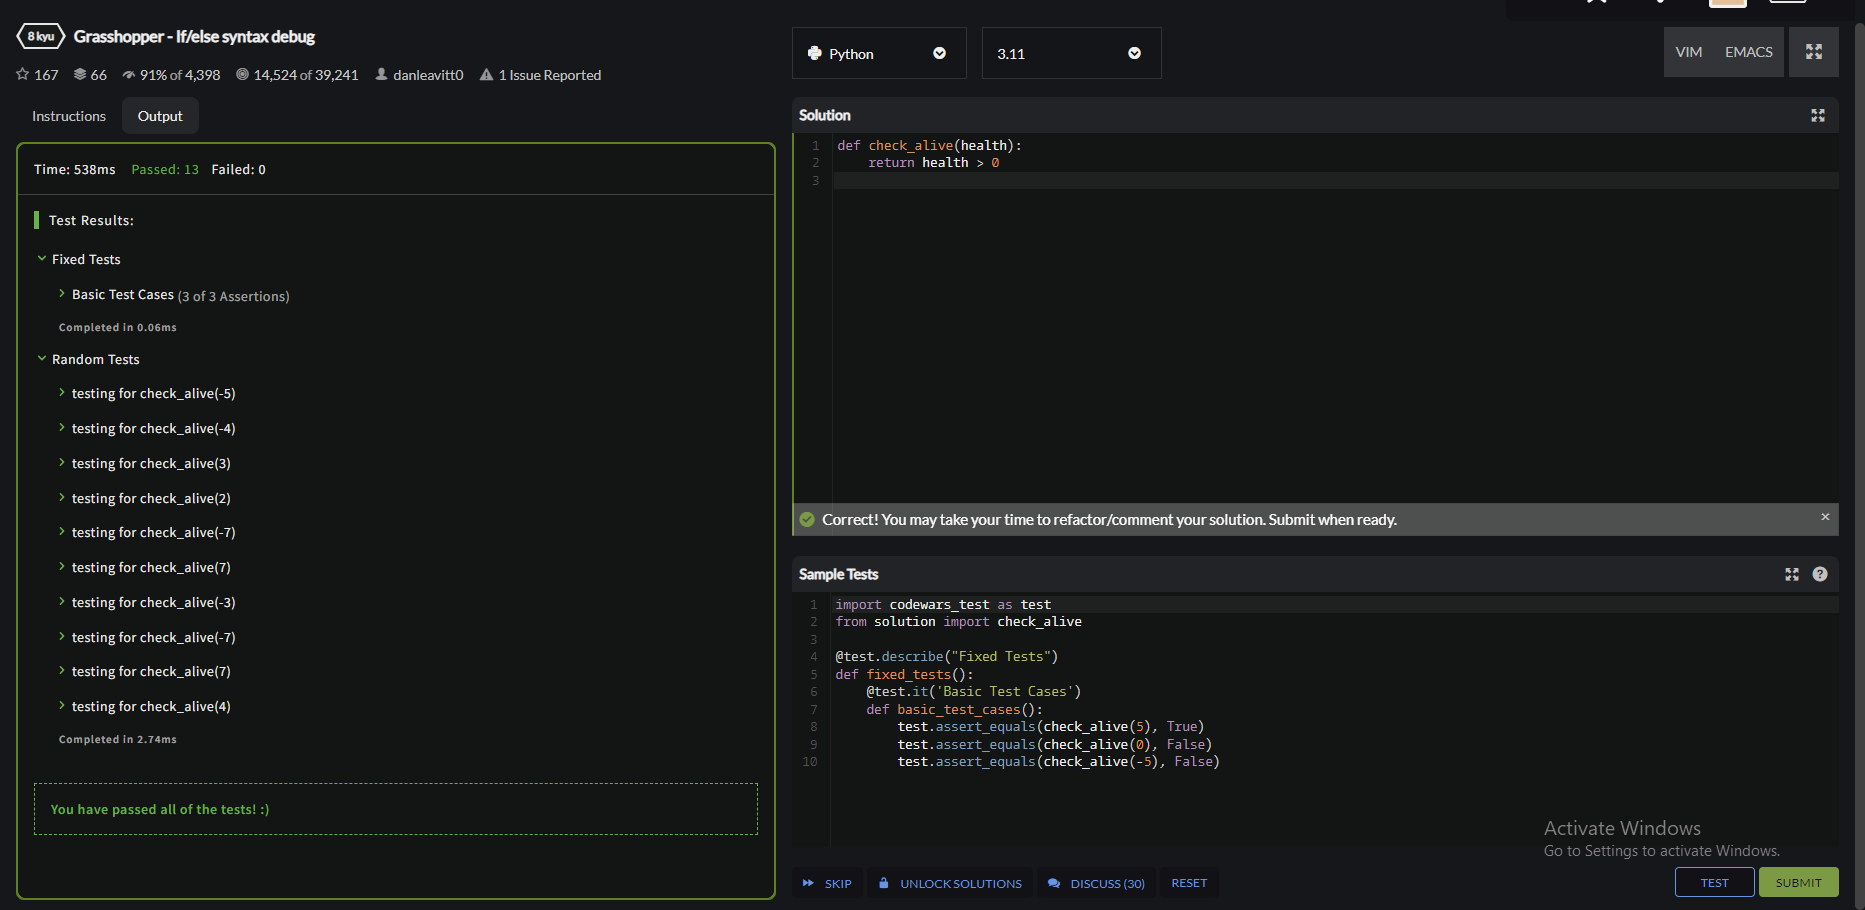 8 kyu Grasshopper - If/else syntax debug
167 66 91% of 4,398 14,524 of 39,241 danleavitt0 1 Issue Reported
Instructions Output
Time: 538ms Passed: 13 Failed: 0
Test Results:
Fixed Tests
Basic Test Cases (3 of 3 Assertions)
Completed in 0.06ms
Random Tests
testing for check_alive(-5)
testing for check_alive(-4)
testing for check_alive(3)
testing for check_alive(2)
testing for check_alive(-7)
testing for check_alive(7)
testing for check_alive(-3)
testing for check_alive(-7)
testing for check_alive(7)
testing for check_alive(4)
Completed in 2.74ms
You have passed all of the tests! :)
Python 3.11 VIM EMACS
Solution
1 def check_alive(health):
2     return health > 0
3
Correct! You may take your time to refactor/comment your solution. Submit when ready. ×
Sample Tests ?
1 import codewars_test as test
2 from solution import check_alive
3
4 @test.describe("Fixed Tests")
5 def fixed_tests():
6     @test.it('Basic Test Cases')
7     def basic_test_cases():
8         test.assert_equals(check_alive(5), True)
9         test.assert_equals(check_alive(0), False)
10         test.assert_equals(check_alive(-5), False)
Activate Windows
Go to Settings to activate Windows.
SKIP UNLOCK SOLUTIONS DISCUSS (30) RESET TEST SUBMIT